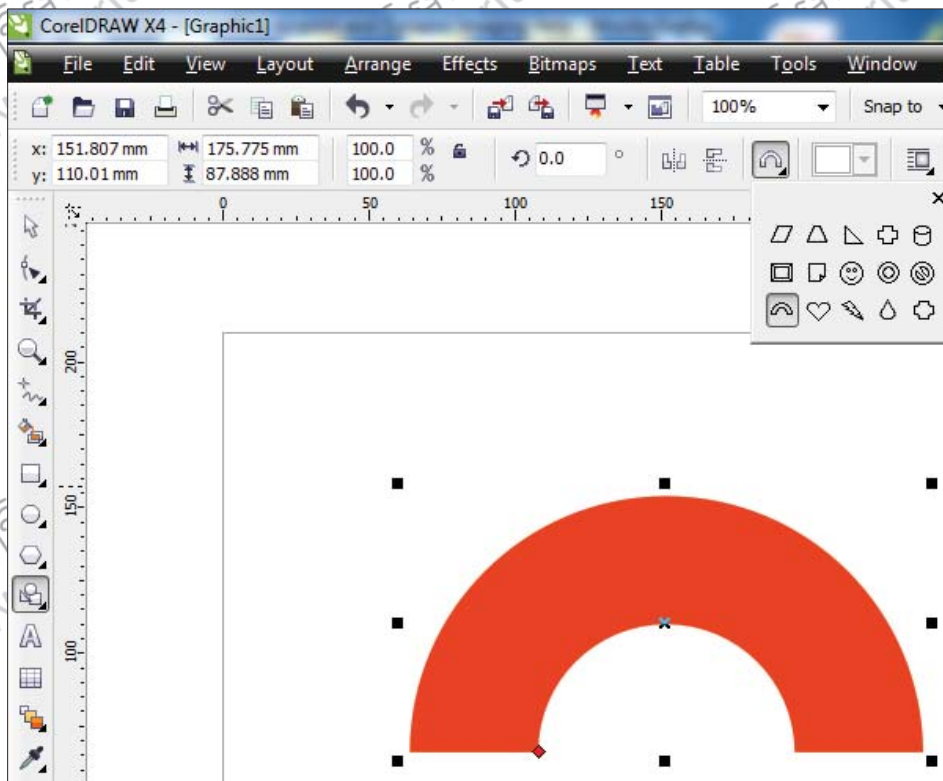 CorelDRAW X4 - [Graphic1]
File Edit View Layout Arrange Effects Bitmaps Text Table Tools Window
100% Snap to
x: 151.807 mm 175.775 mm 100.0 %
y: 110.01 mm 87.888 mm 100.0 %
0.0 °
0 50 100 150
200
150
100